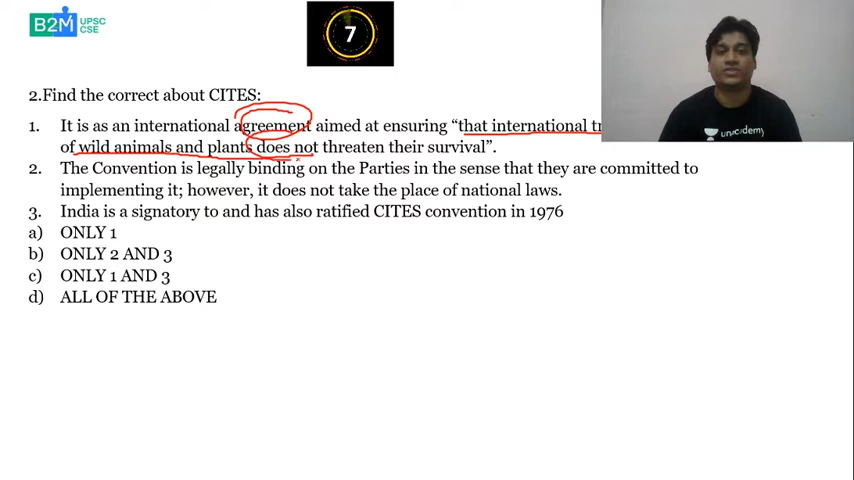 B2M UPSC
CSE
7
2.Find the correct about CITES:
1. It is as an international agreement aimed at ensuring “that international
of wild animals and plants does not threaten their survival”.
2. The Convention is legally binding on the Parties in the sense that they are committed to
implementing it; however, it does not take the place of national laws.
3. India is a signatory to and has also ratified CITES convention in 1976
a) ONLY 1
b) ONLY 2 AND 3
c) ONLY 1 AND 3
d) ALL OF THE ABOVE
unacademy